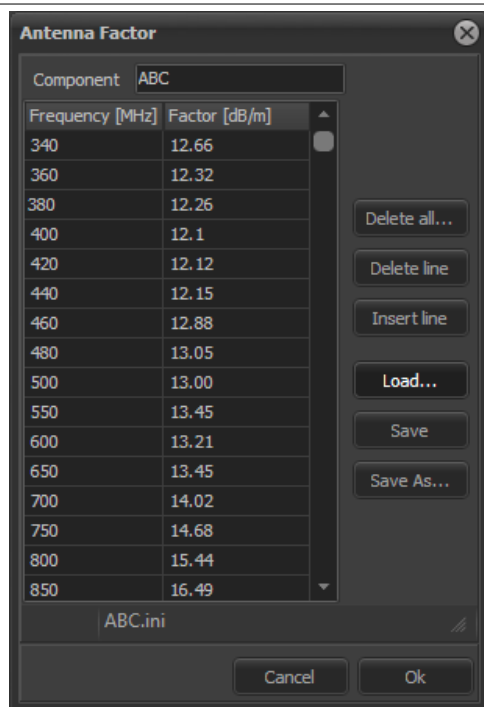 Antenna Factor
Component ABC
Frequency [MHz] Factor [dB/m]
340 12.66
360 12.32
380 12.26
400 12.1
420 12.12
440 12.15
460 12.88
480 13.05
500 13.00
550 13.45
600 13.21
650 13.45
700 14.02
750 14.68
800 15.44
850 16.49
Delete all...
Delete line
Insert line
Load...
Save
Save As...
ABC.ini
Cancel Ok